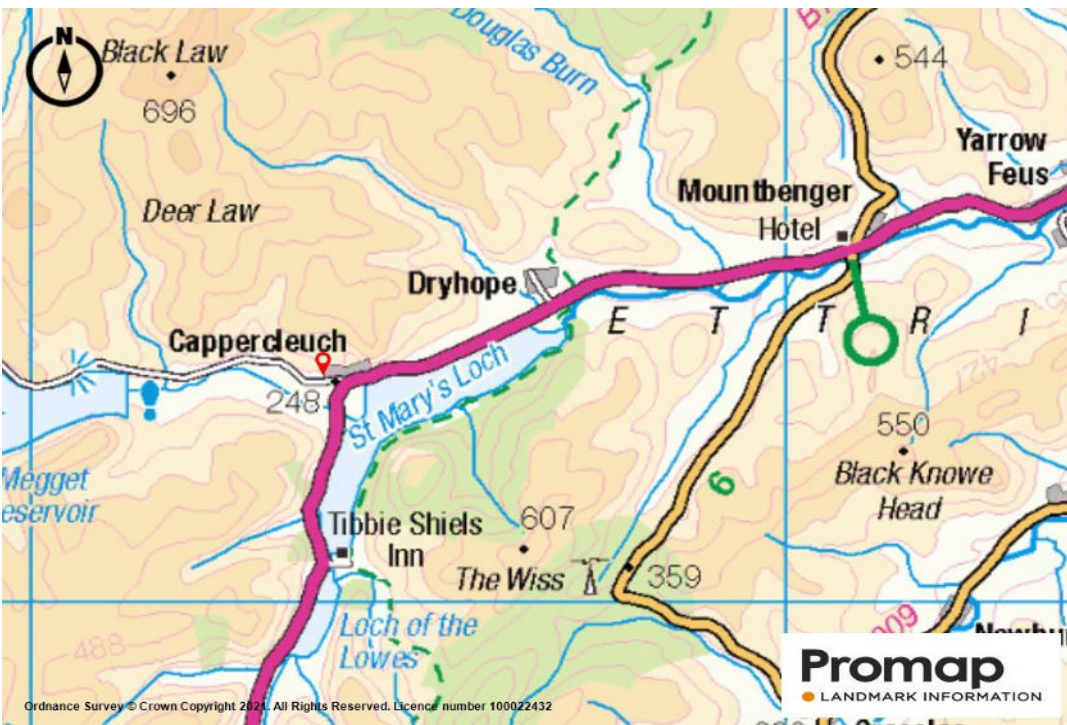 N
Black Law
696
Douglas Burn
544
Yarrow
Feus
Deer Law
Mountbenger
Hotel
Dryhope
E T T R I
Cappercleuch
248
St Mary's Loch
427
550
Black Knowe
Head
Megget
eservoir
6
Tibbie Shiels
Inn
607
The Wiss
359
Loch of the
Lowes
488
Promap
LANDMARK INFORMATION
Ordnance Survey © Crown Copyright 2021. All Rights Reserved. Licence number 100022432